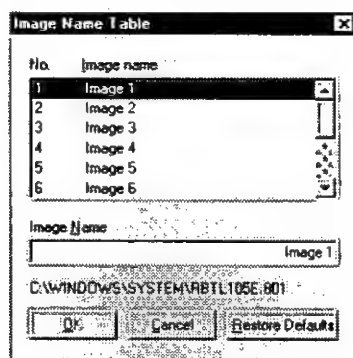 Image Name Table
No. Image name
1 Image 1
2 Image 2
3 Image 3
4 Image 4
5 Image 5
6 Image 6
Image Name
Image 1
C:\WINDOWS\SYSTEM\RBTL105E.801
OK Cancel Restore Defaults